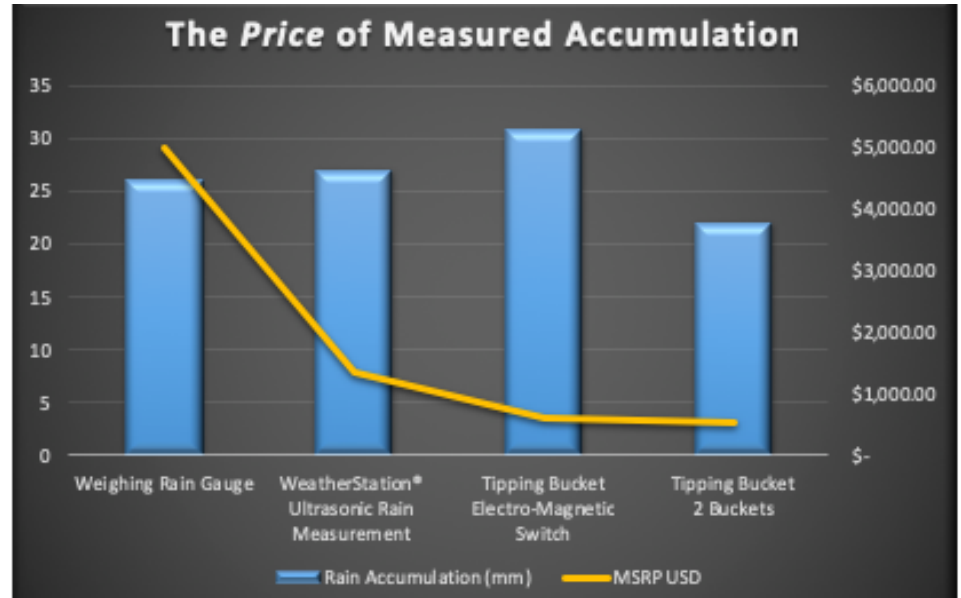 The Price of Measured Accumulation
35
30
25
20
15
10
5
0
$6,000.00
$5,000.00
$4,000.00
$3,000.00
$2,000.00
$1,000.00
$-
Weighing Rain Gauge
WeatherStation®
Ultrasonic Rain
Measurement
Tipping Bucket
Electro-Magnetic
Switch
Tipping Bucket
2 Buckets
Rain Accumulation (mm)
MSRP USD